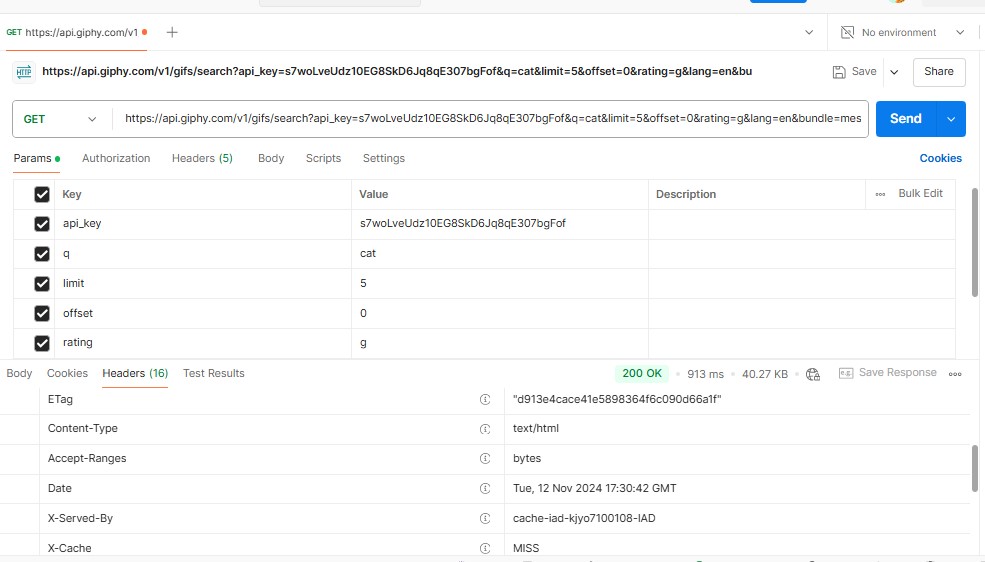 GET https://api.giphy.com/v1
No environment
HTTP https://api.giphy.com/v1/gifs/search?api_key=s7woLveUdz10EG8SkD6Jq8qE307bgFof&q=cat&limit=5&offset=0&rating=g&lang=en&bu Save Share
GET https://api.giphy.com/v1/gifs/search?api_key=s7woLveUdz10EG8SkD6Jq8qE307bgFof&q=cat&limit=5&offset=0&rating=g&lang=en&bundle=mes Send
Params Authorization Headers (5) Body Scripts Settings Cookies
Key Value Description Bulk Edit
api_key s7woLveUdz10EG8SkD6Jq8qE307bgFof
q cat
limit 5
offset 0
rating g
Body Cookies Headers (16) Test Results 200 OK 913 ms 40.27 KB e.g. Save Response
ETag "d913e4cace41e5898364f6c090d66a1f"
Content-Type text/html
Accept-Ranges bytes
Date Tue, 12 Nov 2024 17:30:42 GMT
X-Served-By cache-iad-kjyo7100108-IAD
X-Cache MISS